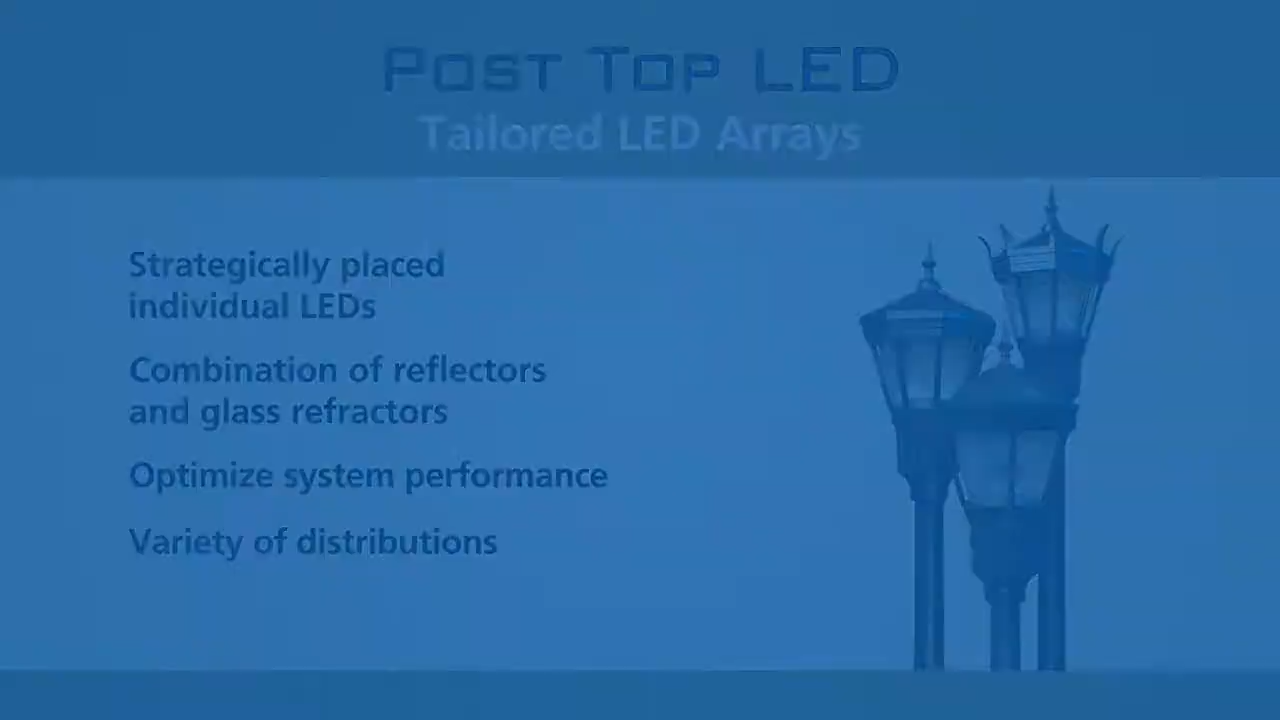 Post Top LED
Tailored LED Arrays
Strategically placed
individual LEDs
Combination of reflectors
and glass refractors
Optimize system performance
Variety of distributions